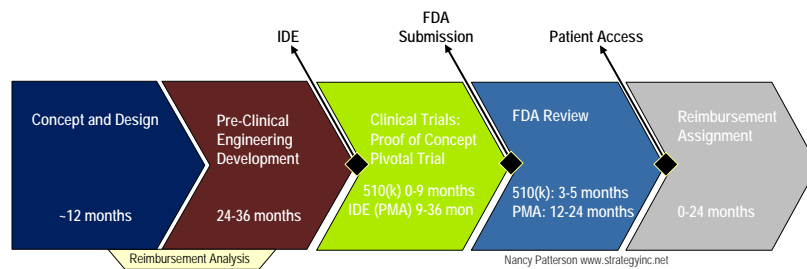 IDE
FDA
Submission
Patient Access
Concept and Design
~12 months
Pre-Clinical
Engineering
Development
24-36 months
Clinical Trials:
Proof of Concept
Pivotal Trial
510(k) 0-9 months
IDE (PMA) 9-36 mon
FDA Review
510(k): 3-5 months
PMA: 12-24 months
Reimbursement
Assignment
0-24 months
Reimbursement Analysis
Nancy Patterson www.strategyinc.net